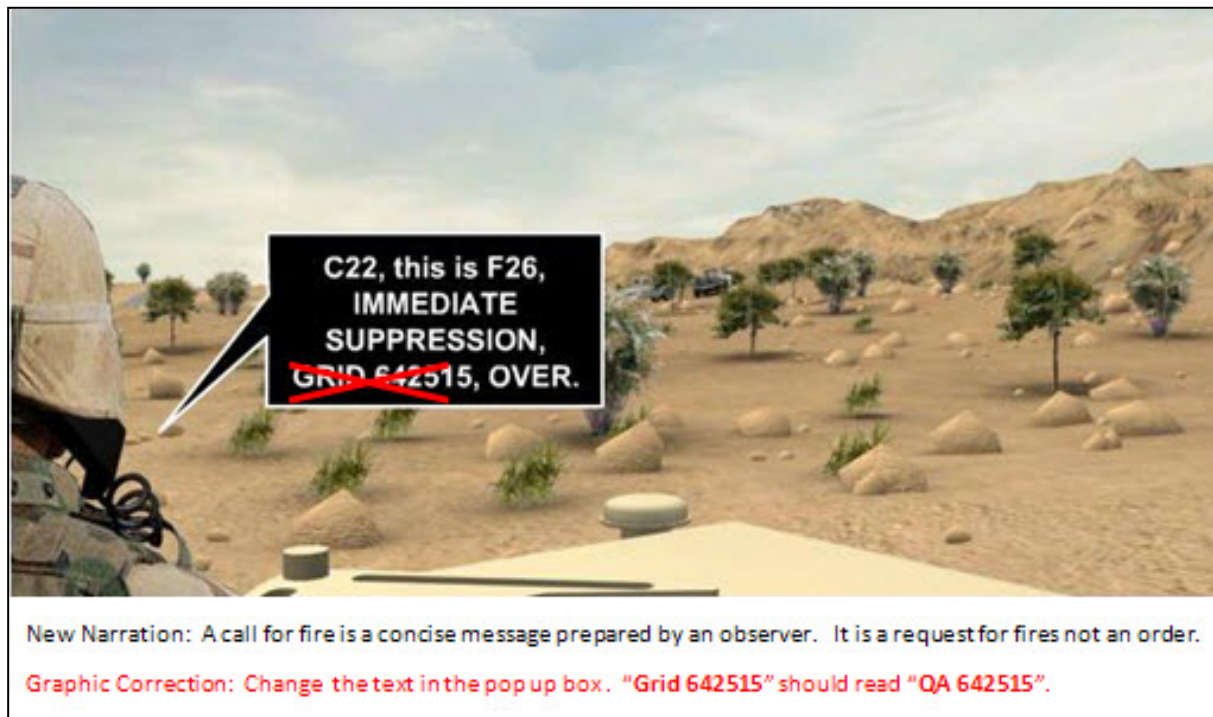 C22, this is F26,
IMMEDIATE
SUPPRESSION,
GRID 642515, OVER.
New Narration: A call for fire is a concise message prepared by an observer. It is a request for fires not an order.
Graphic Correction: Change the text in the pop up box. “Grid 642515” should read “QA 642515”.